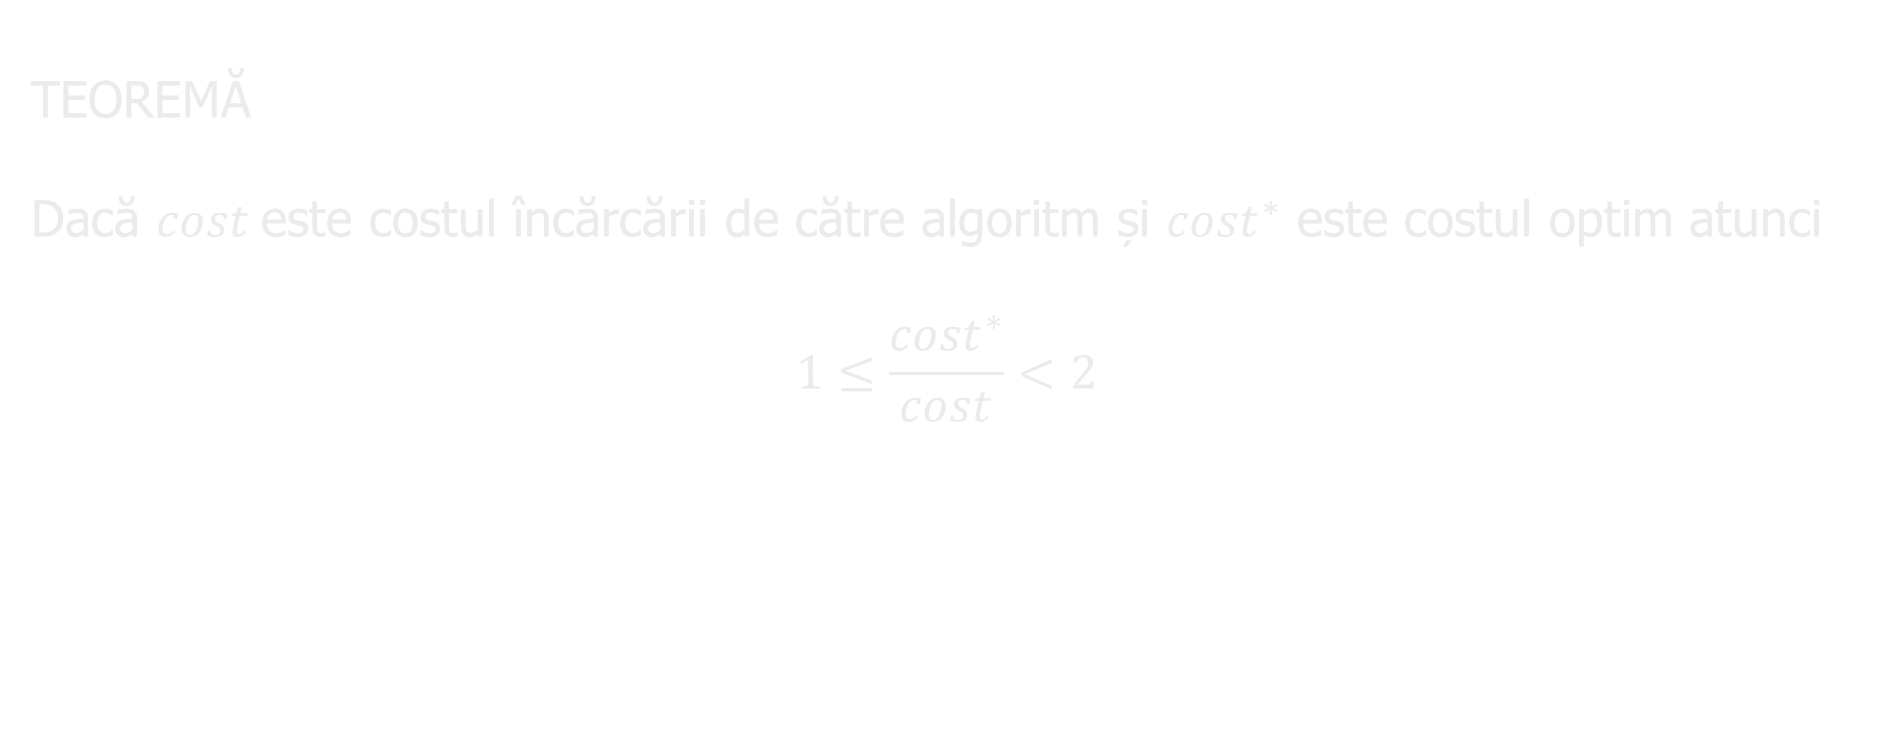 TEOREMĂ
Dacă cost este costul încărcării de către algoritm și cost* este costul optim atunci
1 ≤ cost*/cost < 2